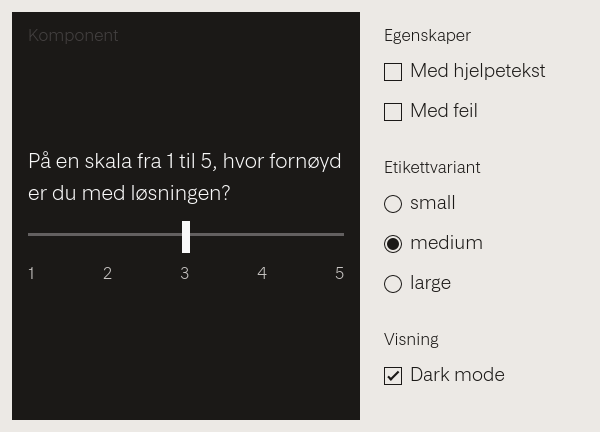 Komponent
På en skala fra 1 til 5, hvor fornøyd
er du med løsningen?
1 2 3 4 5
Egenskaper
Med hjelpetekst
Med feil
Etikettvariant
small
medium
large
Visning
Dark mode